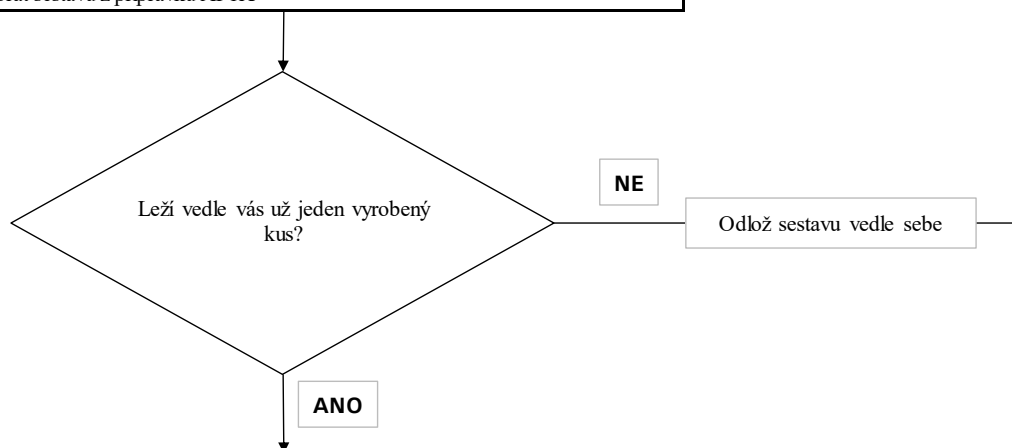 Leží vedle vás už jeden vyrobený
kus?
NE
Odlož sestavu vedle sebe
ANO